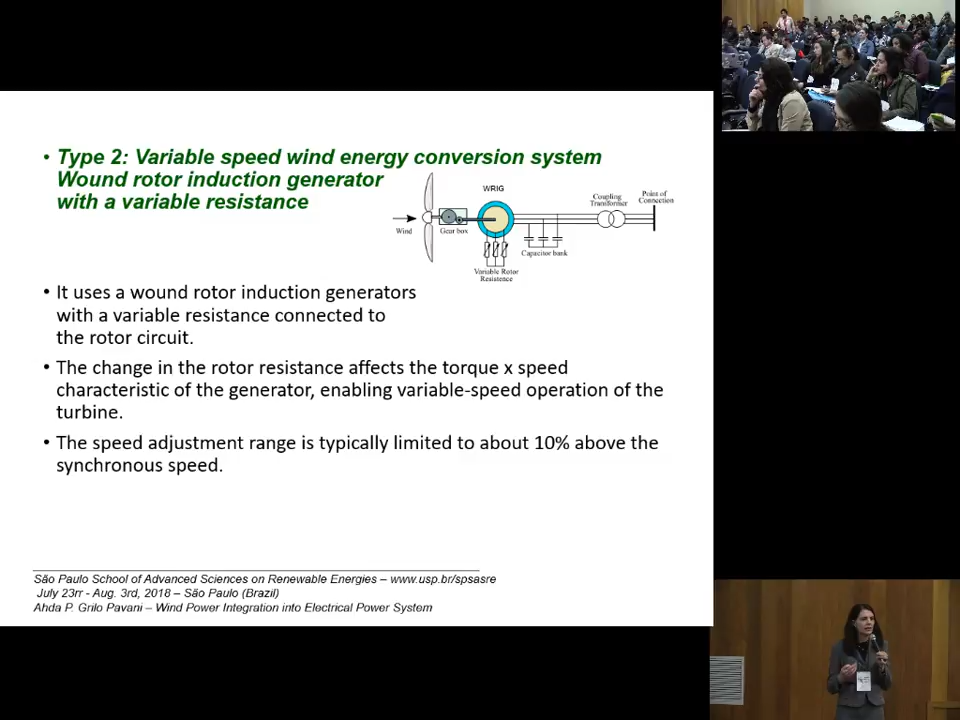 • Type 2: Variable speed wind energy conversion system
Wound rotor induction generator
with a variable resistance
WRIG
Coupling
Transformer
Point of
Connection
Wind
Gear box
Capacitor bank
Variable Rotor
Resistence
• It uses a wound rotor induction generators
with a variable resistance connected to
the rotor circuit.
• The change in the rotor resistance affects the torque x speed
characteristic of the generator, enabling variable-speed operation of the
turbine.
• The speed adjustment range is typically limited to about 10% above the
synchronous speed.
São Paulo School of Advanced Sciences on Renewable Energies – www.usp.br/spsasre
July 23rr - Aug. 3rd, 2018 – São Paulo (Brazil)
Ahda P. Grilo Pavani – Wind Power Integration into Electrical Power System